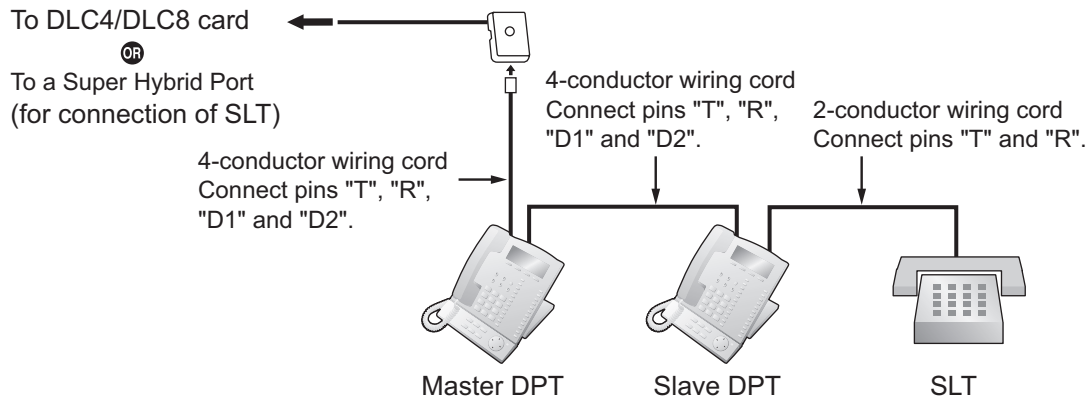 To DLC4/DLC8 card
OR
To a Super Hybrid Port
(for connection of SLT)
4-conductor wiring cord
Connect pins "T", "R",
"D1" and "D2".
4-conductor wiring cord
Connect pins "T", "R",
"D1" and "D2".
2-conductor wiring cord
Connect pins "T" and "R".
Master DPT
Slave DPT
SLT